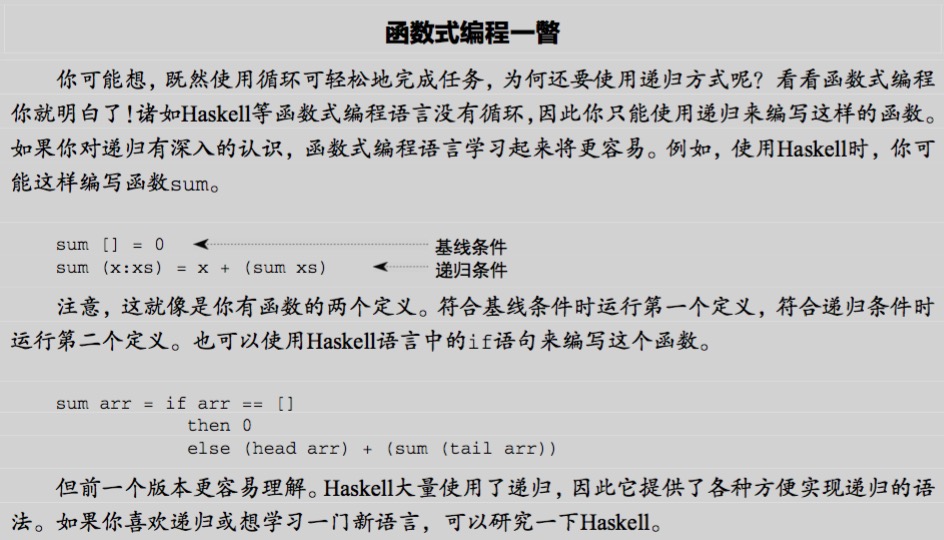 函数式编程一瞥
你可能想，既然使用循环可轻松地完成任务，为何还要使用递归方式呢？看看函数式编程
你就明白了！诸如Haskell等函数式编程语言没有循环，因此你只能使用递归来编写这样的函数。
如果你对递归有深入的认识，函数式编程语言学习起来将更容易。例如，使用Haskell时，你可
能这样编写函数sum。
sum [] = 0 基线条件
sum (x:xs) = x + (sum xs) 递归条件
注意，这就像是你有函数的两个定义。符合基线条件时运行第一个定义，符合递归条件时
运行第二个定义。也可以使用Haskell语言中的if语句来编写这个函数。
sum arr = if arr == []
then 0
else (head arr) + (sum (tail arr))
但前一个版本更容易理解。Haskell大量使用了递归，因此它提供了各种方便实现递归的语
法。如果你喜欢递归或想学习一门新语言，可以研究一下Haskell。